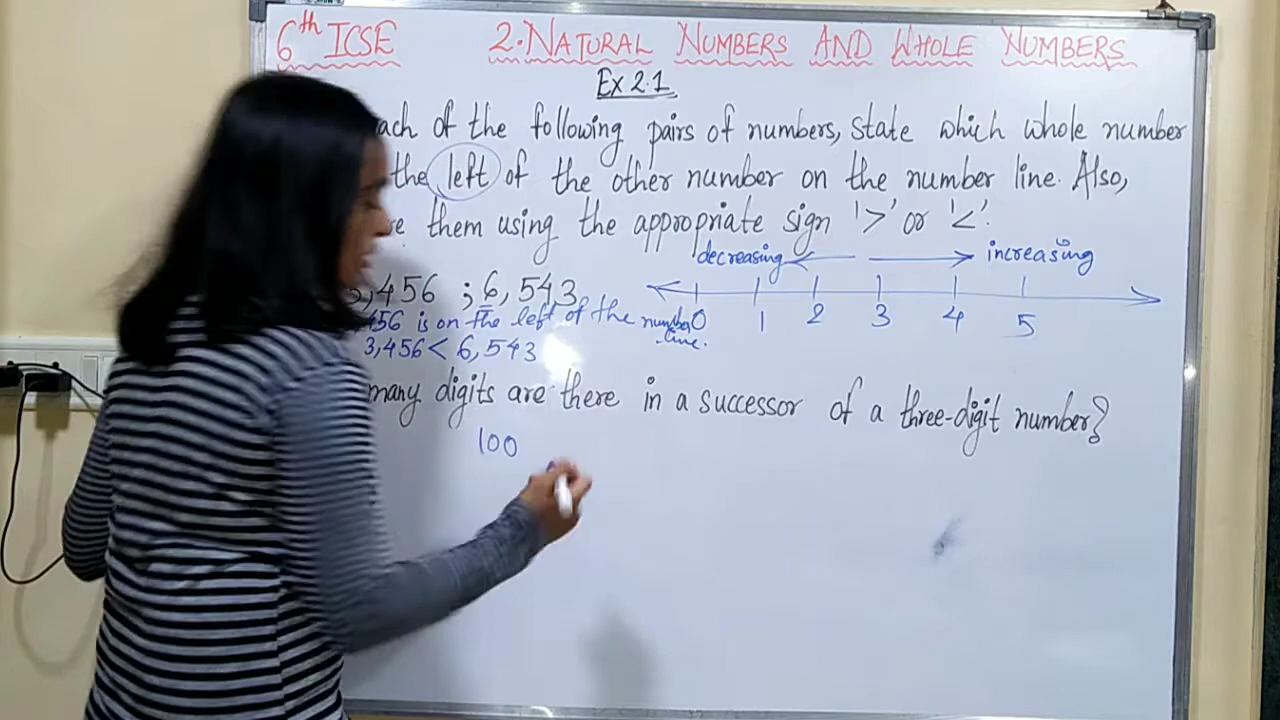 6th ICSE 2. NATURAL NUMBERS AND WHOLE NUMBERS
Ex 2.1
ach of the following pairs of numbers, state which whole number
the left of the other number on the number line. Also,
re them using the appropriate sign '>' or '<'.
decreasing increasing
,456 ; 6,543
456 is on the left of the number line.
0 1 2 3 4 5
3,456 < 6,543
many digits are there in a successor of a three-digit number?
100